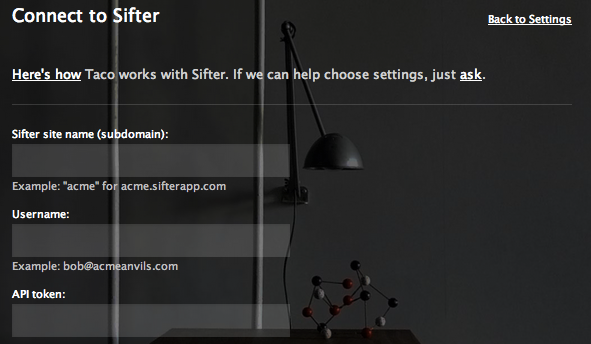 Connect to Sifter
Back to Settings
Here's how Taco works with Sifter. If we can help choose settings, just ask.
Sifter site name (subdomain):
Example: "acme" for acme.sifterapp.com
Username:
Example: bob@acmeanvils.com
API token: